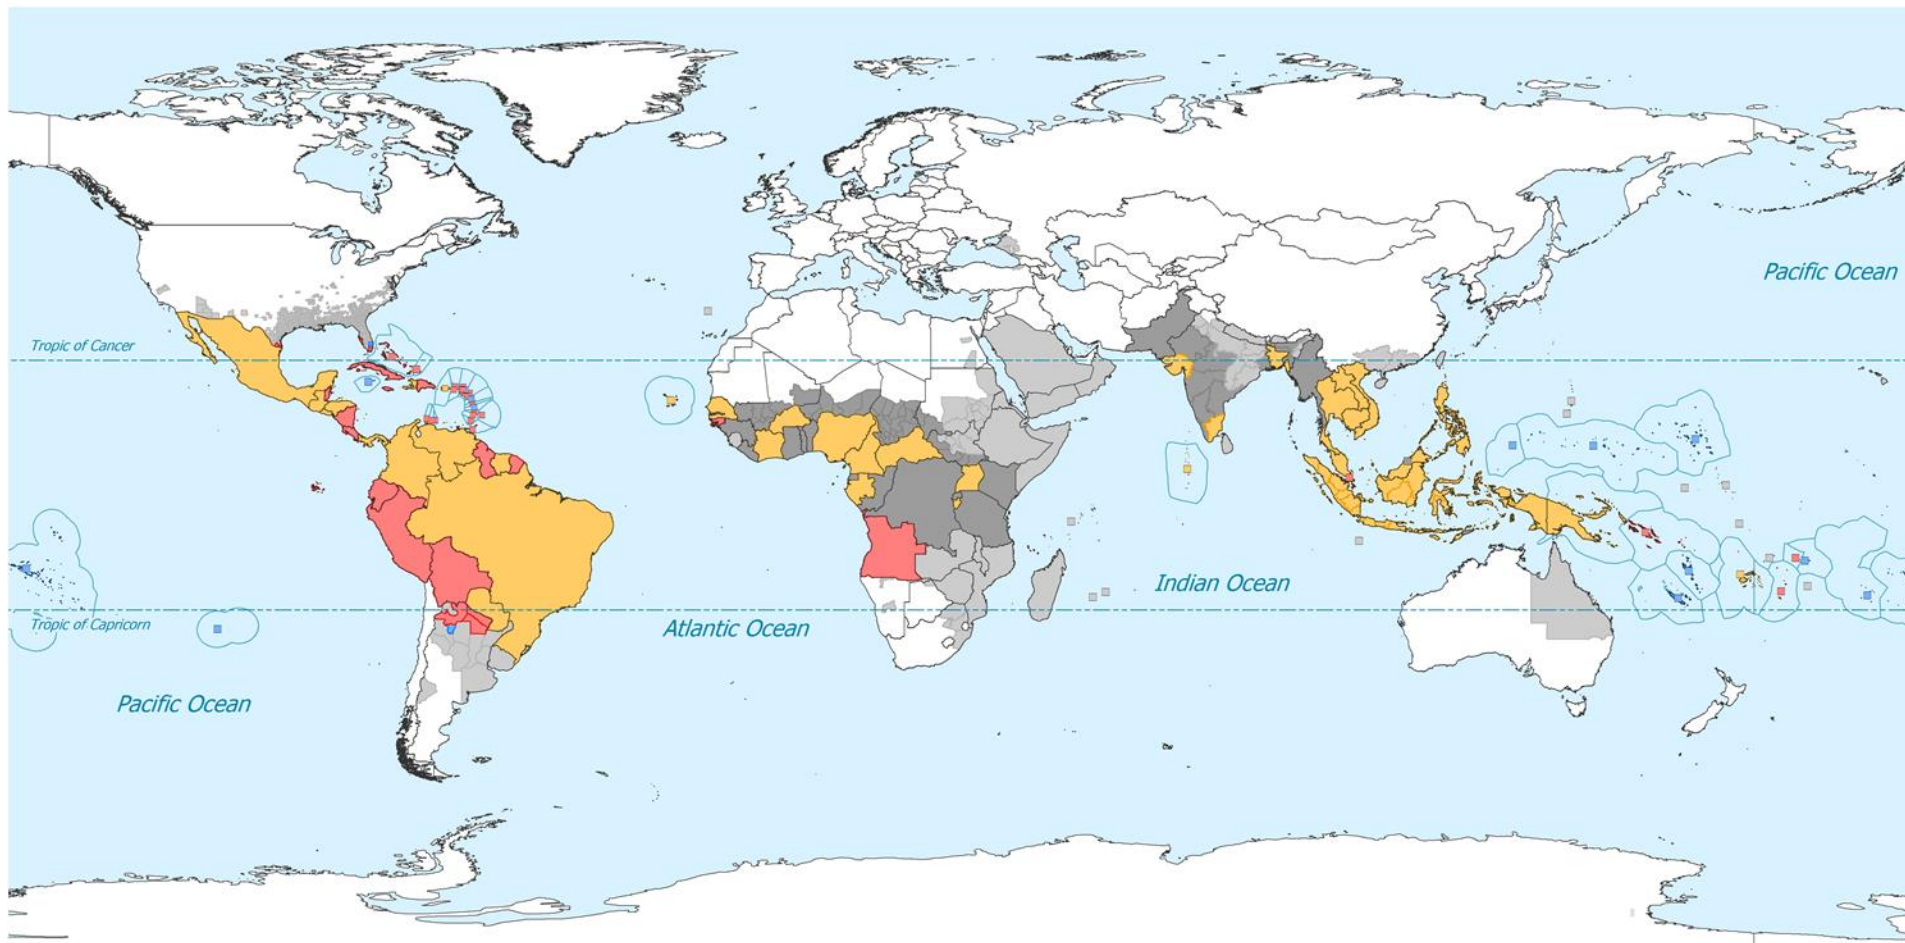 Pacific Ocean
Tropic of Cancer
Indian Ocean
Tropic of Capricorn
Atlantic Ocean
Pacific Ocean